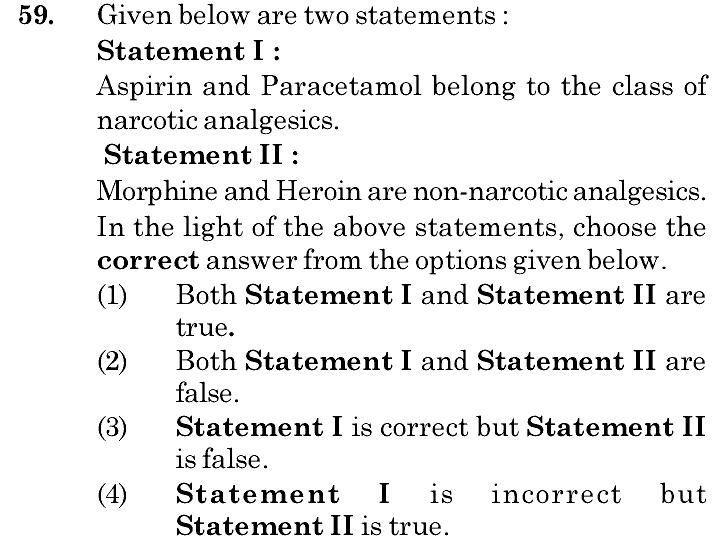 59. Given below are two statements :
Statement I :
Aspirin and Paracetamol belong to the class of
narcotic analgesics.
Statement II :
Morphine and Heroin are non-narcotic analgesics.
In the light of the above statements, choose the
correct answer from the options given below.
(1) Both Statement I and Statement II are
true.
(2) Both Statement I and Statement II are
false.
(3) Statement I is correct but Statement II
is false.
(4) Statement I is incorrect but
Statement II is true.